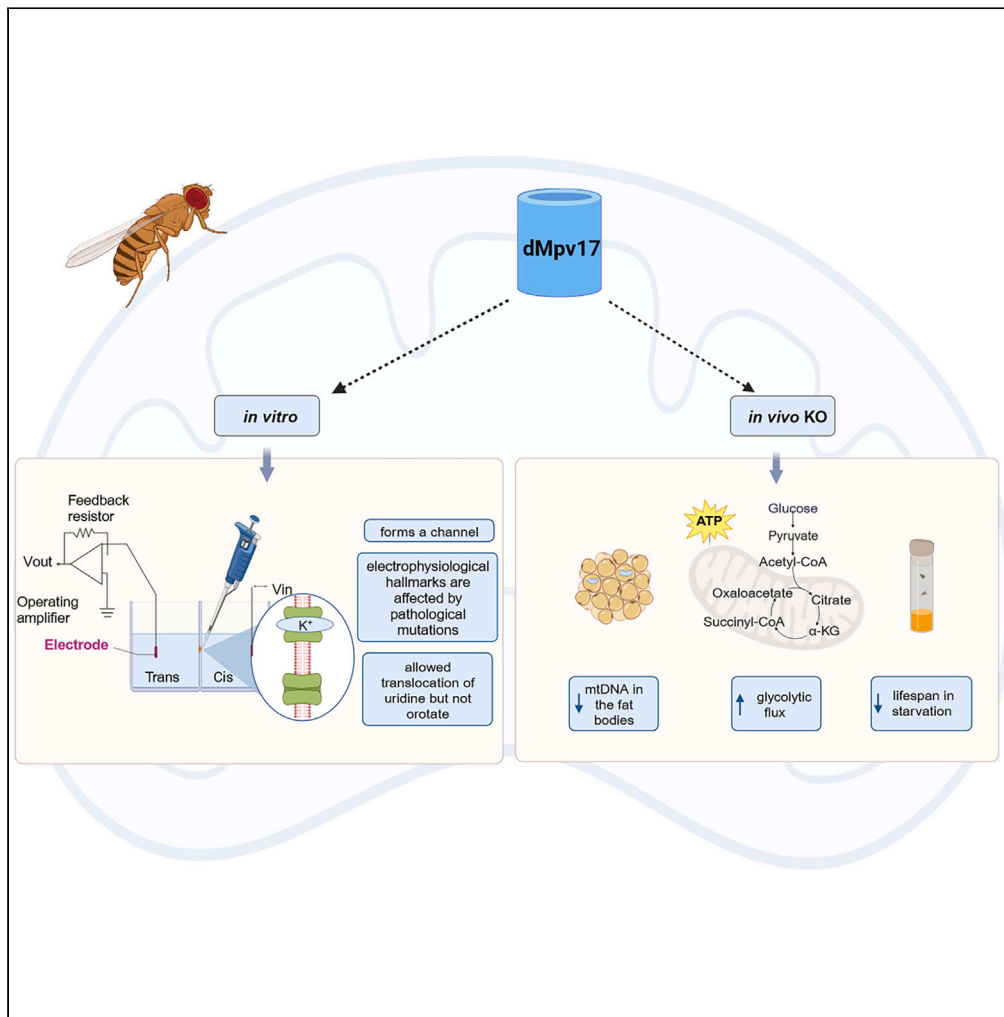 dMpv17
in vitro
in vivo KO
Feedback
resistor
Vout
Operating
amplifier
Electrode
Trans
Cis
Vin
K⁺
forms a channel
electrophysiological
hallmarks are
affected by
pathological
mutations
allowed
translocation of
uridine but not
orotate
ATP
Glucose
Pyruvate
Acetyl-CoA
Oxaloacetate
Citrate
Succinyl-CoA
α-KG
↓ mtDNA in
the fat
bodies
↑ glycolytic
flux
↓ lifespan in
starvation